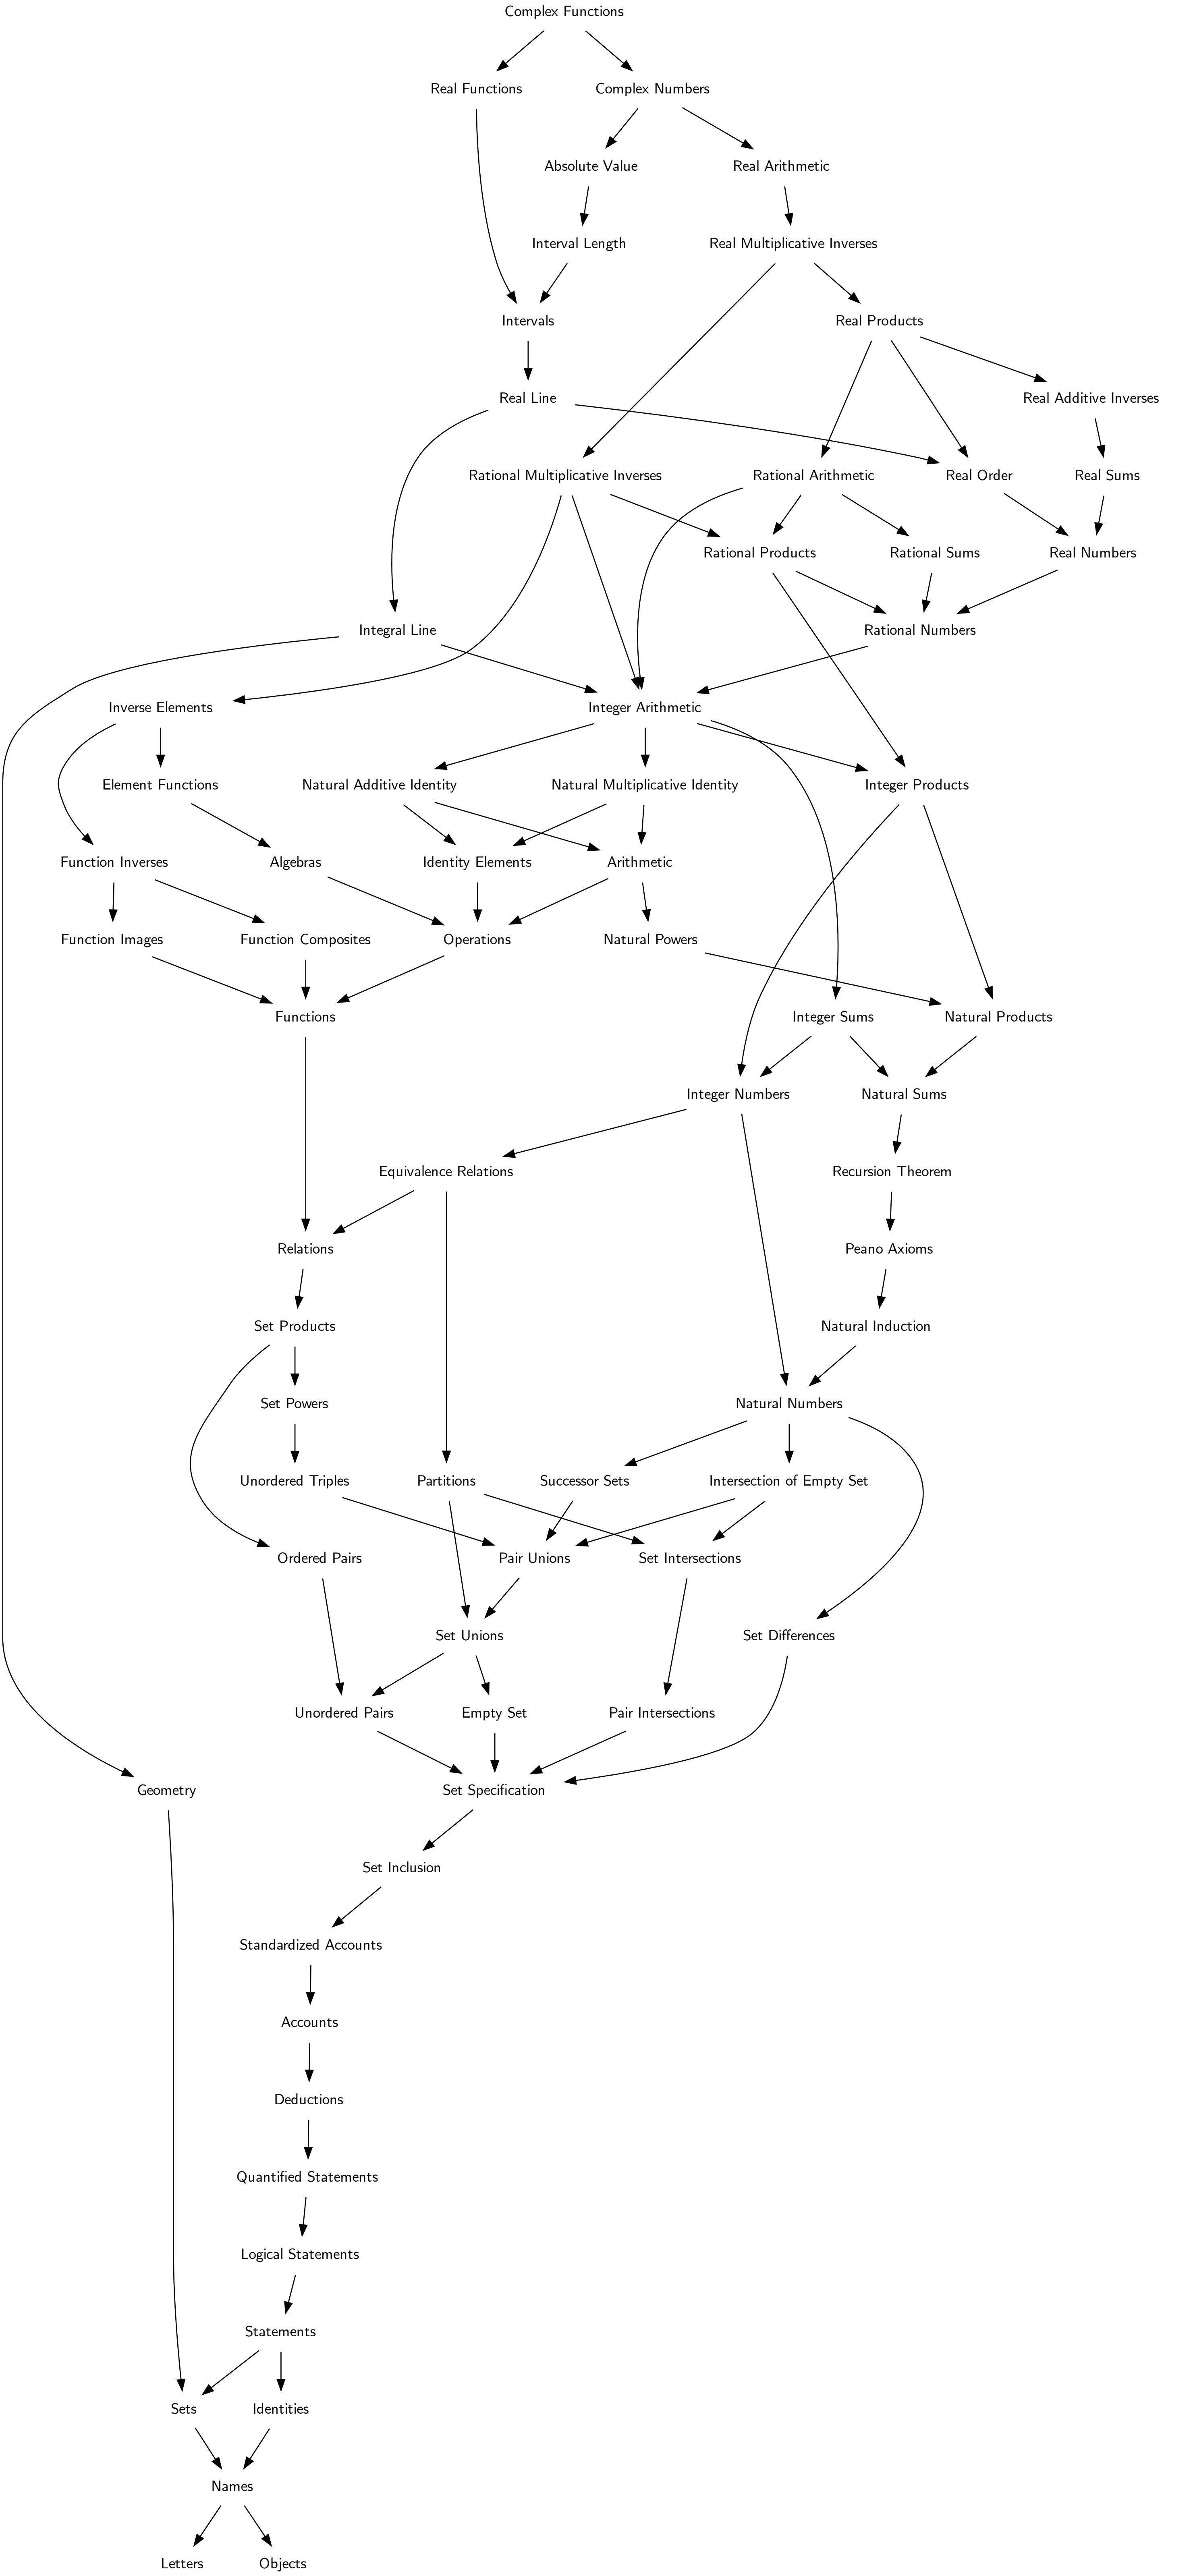 Complex Functions
Real Functions
Complex Numbers
Absolute Value
Real Arithmetic
Interval Length
Real Multiplicative Inverses
Intervals
Real Products
Real Line
Real Additive Inverses
Rational Multiplicative Inverses
Rational Arithmetic
Real Order
Real Sums
Rational Products
Rational Sums
Real Numbers
Integral Line
Rational Numbers
Inverse Elements
Integer Arithmetic
Element Functions
Natural Additive Identity
Natural Multiplicative Identity
Integer Products
Function Inverses
Algebras
Identity Elements
Arithmetic
Function Images
Function Composites
Operations
Natural Powers
Functions
Integer Sums
Natural Products
Integer Numbers
Natural Sums
Equivalence Relations
Recursion Theorem
Relations
Peano Axioms
Set Products
Natural Induction
Set Powers
Natural Numbers
Unordered Triples
Partitions
Successor Sets
Intersection of Empty Set
Ordered Pairs
Pair Unions
Set Intersections
Set Unions
Set Differences
Unordered Pairs
Empty Set
Pair Intersections
Geometry
Set Specification
Set Inclusion
Standardized Accounts
Accounts
Deductions
Quantified Statements
Logical Statements
Statements
Sets
Identities
Names
Letters
Objects